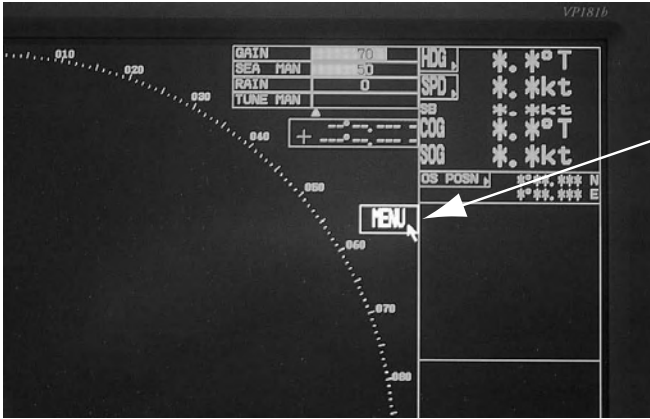 VP181b
GAIN 70
SEA MAN 50
RAIN 0
TUNE MAN
+ --°--.--- -
---°--.--- -
HDG *.*°T
SPD *.*kt
SB *.*kt
COG *.*°T
SOG *.*kt
OS POSN *°**.*** N
*°**.*** E
MENU
010
020
030
040
050
060
070
080